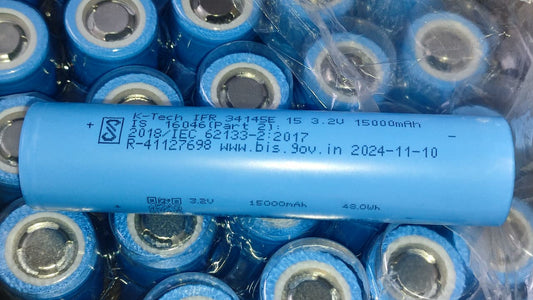 K-Tech IFR 34145E 15 3.2V 15000mAh
IS 16046(Part 2):
2018/IEC 62133-2:2017
R-41127698 www.bis.gov.in 2024-11-10
+ -
3.2V 15000mAh 48.0Wh